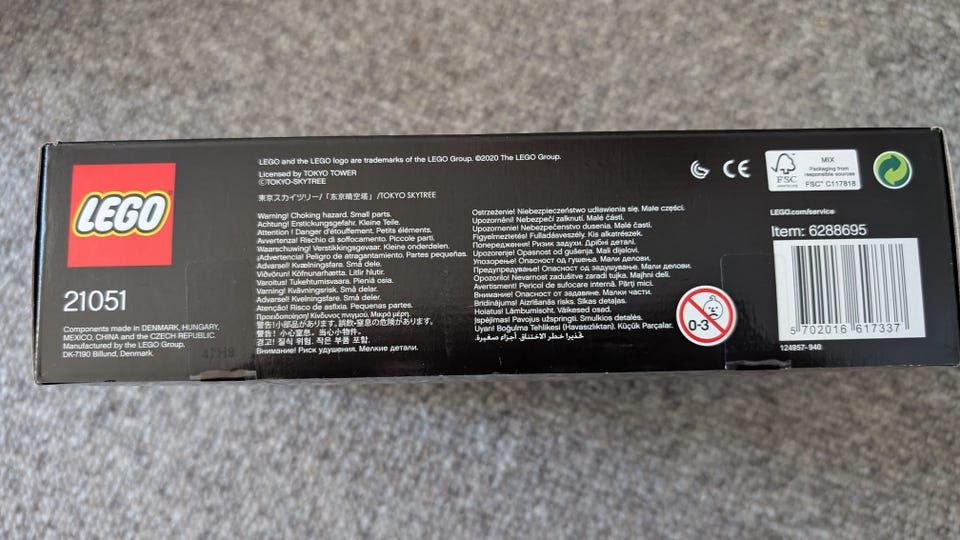 LEGO
21051
Components made in DENMARK, HUNGARY,
MEXICO, CHINA and the CZECH REPUBLIC.
Manufactured by the LEGO Group,
DK-7190 Billund, Denmark.
LEGO and the LEGO logo are trademarks of the LEGO Group. ©2020 The LEGO Group.
Licensed by TOKYO TOWER
ⒸTOKYO-SKYTREE
東京スカイツリー/「东京晴空塔」/TOKYO SKYTREE
Warning! Choking hazard. Small parts.
Achtung! Erstickungsgefahr. Kleine Teile.
Attention ! Danger d'étouffement. Petits éléments.
Avvertenza! Rischio di soffocamento. Piccole parti.
Waarschuwing! Verstikkingsgevaar. Kleine onderdelen.
¡Advertencia! Peligro de atragantamiento. Partes pequeñas.
Advarsel! Kvælningsfare. Små dele.
Viðvörun! Köfnunarhætta. Litlir hlutir.
Varoitus! Tukehtumisvaara. Pieniä osia.
Varning! Kvävningsrisk. Små delar.
Advarsel! Kvelningsfare. Små deler.
Atenção! Risco de asfixia. Pequenas partes.
Προειδοποίηση! Κίνδυνος πνιγμού. Μικρά μέρη.
警告!小部品があります。誤飲・窒息の危険があります。
警告! 小心窒息。当心小物件。
경고! 질식 위험. 작은 부품 포함.
Внимание! Риск удушения. Мелкие детали.
Ostrzeżenie! Niebezpieczeństwo udławienia się. Małe części.
Upozornění! Nebezpečí zalknutí. Malé části.
Upozornenie! Nebezpečenstvo dusenia. Malé časti.
Figyelmeztetés! Fulladásveszély. Kis alkatrészek.
Попередження! Ризик задухи. Дрібні деталі.
Upozorenje! Opasnost od gušenja. Mali dijelovi.
Упозорење! Опасност од гушења. Мали делови.
Предупреждување! Опасност од задушување. Мали делови.
Opozorilo! Nevarnost zadušitve zaradi tujka. Majhni deli.
Avertisment! Pericol de sufocare internă. Părţi mici.
Внимание! Опасност от задавяне. Малки части
Brīdinājums! Aizrīšanās risks. Sīkas detaļas.
Hoiatus! Lämbumisoht. Väikesed osad.
Įspėjimas! Pavojus užspringti. Smulkios detalės.
Uyarı! Boğulma Tehlikesi (Havasızlıktan). Küçük Parçalar.
تحذير! خطر الاختناق. أجزاء صغيرة.
0-3
CE
FSC
www.fsc.org
MIX
Packaging from
responsible sources
FSC™ C117818
LEGO.com/service
Item: 6288695
5 702016 617337
124957-940